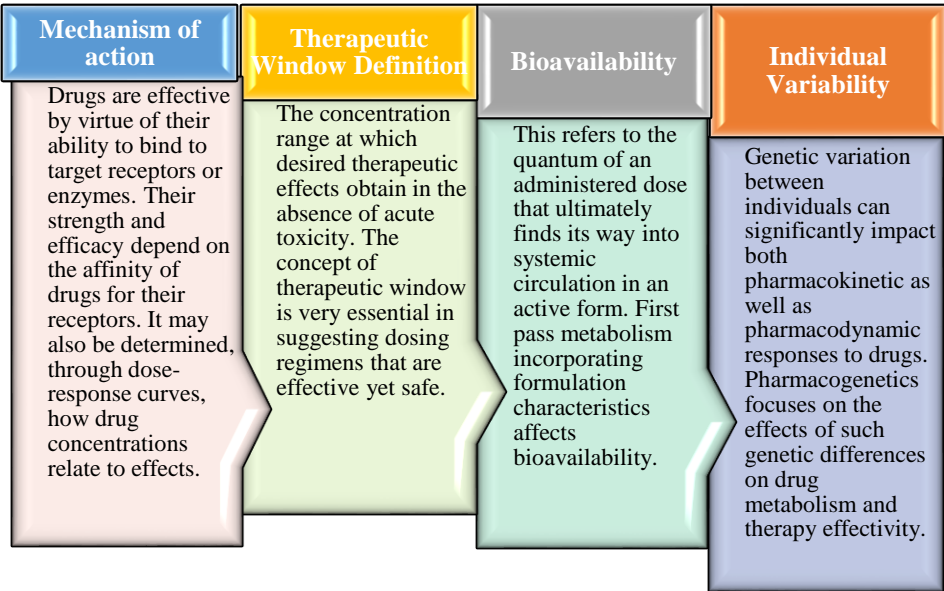 Mechanism of
action
Drugs are effective
by virtue of their
ability to bind to
target receptors or
enzymes. Their
strength and
efficacy depend on
the affinity of
drugs for their
receptors. It may
also be determined,
through dose-
response curves,
how drug
concentrations
relate to effects.
Therapeutic
Window Definition
The concentration
range at which
desired therapeutic
effects obtain in the
absence of acute
toxicity. The
concept of
therapeutic window
is very essential in
suggesting dosing
regimens that are
effective yet safe.
Bioavailability
This refers to the
quantum of an
administered dose
that ultimately
finds its way into
systemic
circulation in an
active form. First
pass metabolism
incorporating
formulation
characteristics
affects
bioavailability.
Individual
Variability
Genetic variation
between
individuals can
significantly impact
both
pharmacokinetic as
well as
pharmacodynamic
responses to drugs.
Pharmacogenetics
focuses on the
effects of such
genetic differences
on drug
metabolism and
therapy effectivity.